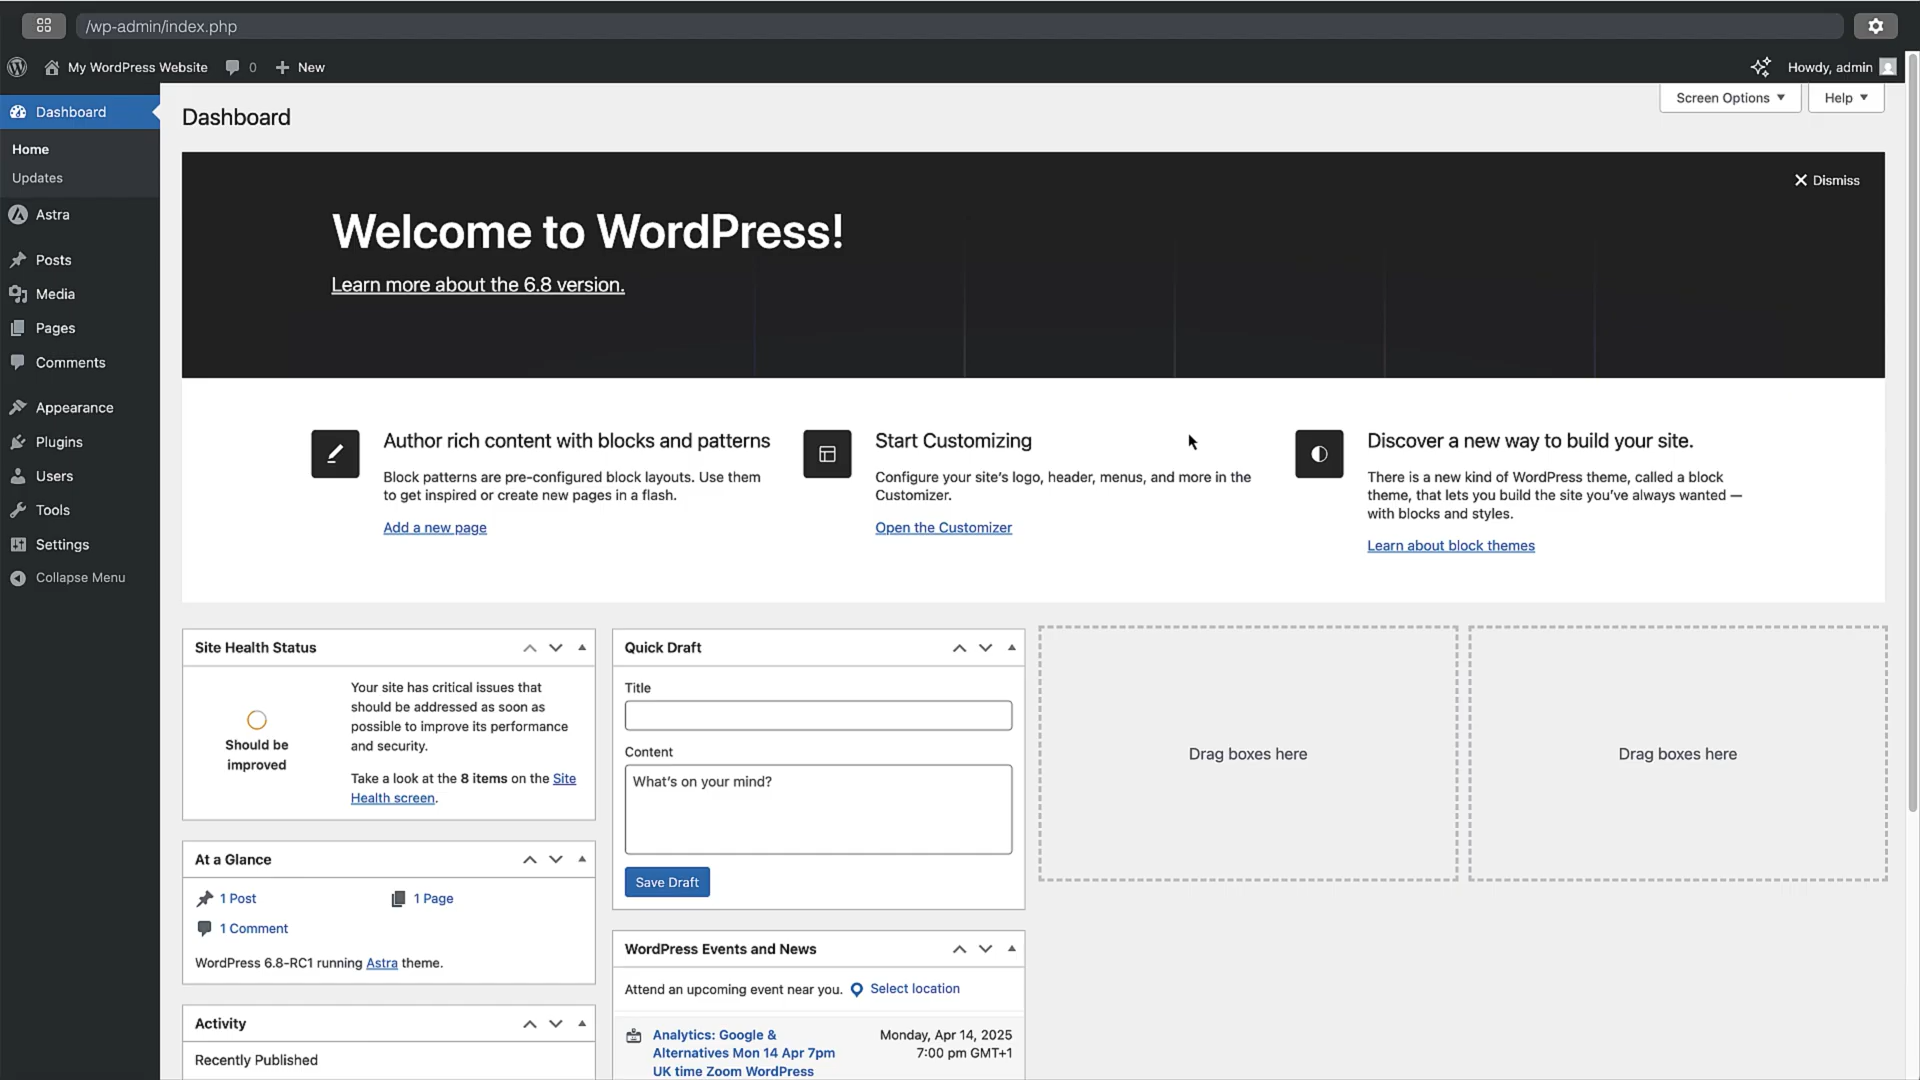 /wp-admin/index.php
My WordPress Website
0
New
Howdy, admin
Dashboard
Home
Updates
Astra
Posts
Media
Pages
Comments
Appearance
Plugins
Users
Tools
Settings
Collapse Menu
Dashboard
Screen Options
Help
Dismiss
Welcome to WordPress!
Learn more about the 6.8 version.
Author rich content with blocks and patterns
Block patterns are pre-configured block layouts. Use them
to get inspired or create new pages in a flash.
Add a new page
Start Customizing
Configure your site's logo, header, menus, and more in the
Customizer.
Open the Customizer
Discover a new way to build your site.
There is a new kind of WordPress theme, called a block
theme, that lets you build the site you've always wanted —
with blocks and styles.
Learn about block themes
Site Health Status
Should be
improved
Your site has critical issues that
should be addressed as soon as
possible to improve its performance
and security.
Take a look at the 8 items on the Site
Health screen.
At a Glance
1 Post
1 Page
1 Comment
WordPress 6.8-RC1 running Astra theme.
Activity
Recently Published
Quick Draft
Title
Content
What's on your mind?
Save Draft
WordPress Events and News
Attend an upcoming event near you.
Select location
Analytics: Google &
Alternatives Mon 14 Apr 7pm
UK time Zoom WordPress
Monday, Apr 14, 2025
7:00 pm GMT+1
Drag boxes here
Drag boxes here